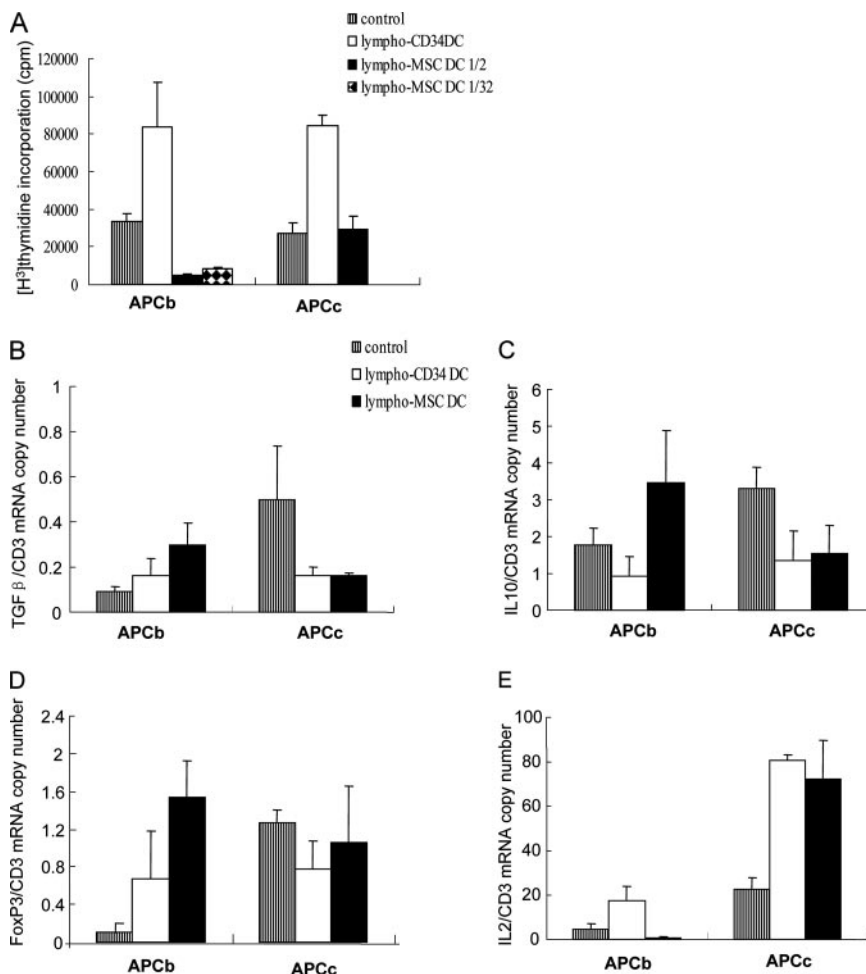 A
control
lympho-CD34DC
lympho-MSC DC 1/2
lympho-MSC DC 1/32
[H³]thymidine incorporation (cpm)
120000
100000
80000
60000
40000
20000
0
APCb
APCc
B
control
lympho-CD34 DC
lympho-MSC DC
TGF β/CD3 mRNA copy number
1
0.8
0.6
0.4
0.2
0
APCb
APCc
C
IL10/CD3 mRNA copy number
6
5
4
3
2
1
0
APCb
APCc
D
FoxP3/CD3 mRNA copy number
2.4
2
1.6
1.2
0.8
0.4
0
APCb
APCc
E
IL2/CD3 mRNA copy number
100
80
60
40
20
0
APCb
APCc